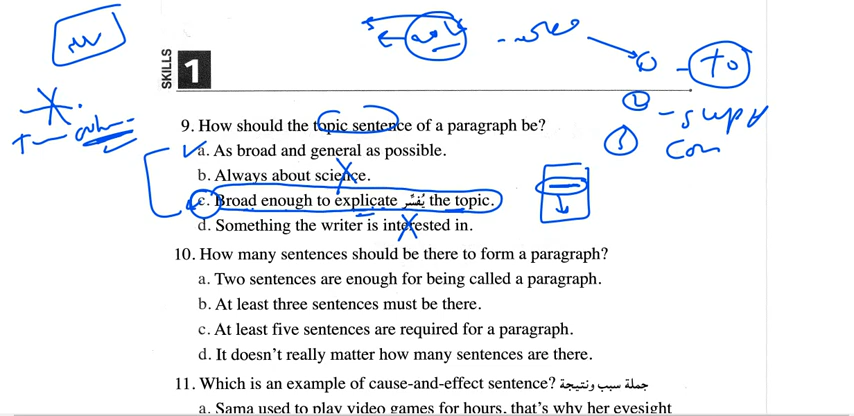 SKILLS 1
9. How should the topic sentence of a paragraph be?
a. As broad and general as possible.
b. Always about science.
c. Broad enough to explicate يُفسّر the topic.
d. Something the writer is interested in.
10. How many sentences should be there to form a paragraph?
a. Two sentences are enough for being called a paragraph.
b. At least three sentences must be there.
c. At least five sentences are required for a paragraph.
d. It doesn't really matter how many sentences are there.
11. Which is an example of cause-and-effect sentence? جملة سبب ونتيجة
a. Sama used to play video games for hours, that's why her eyesight
① - To
② - supp
③ Con